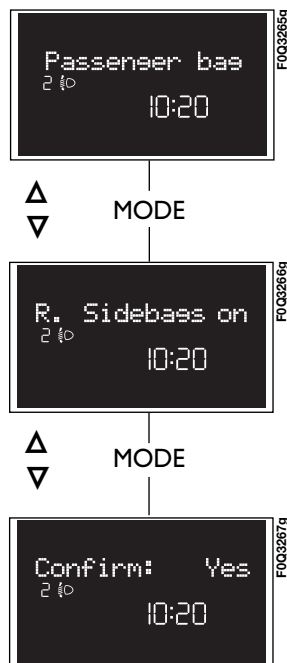 Passenger bag
2
10:20
F0Q3265g
Δ
∇
MODE
R. Sidebags on
2
10:20
F0Q3266g
Δ
∇
MODE
Confirm: Yes
2
10:20
F0Q3267g